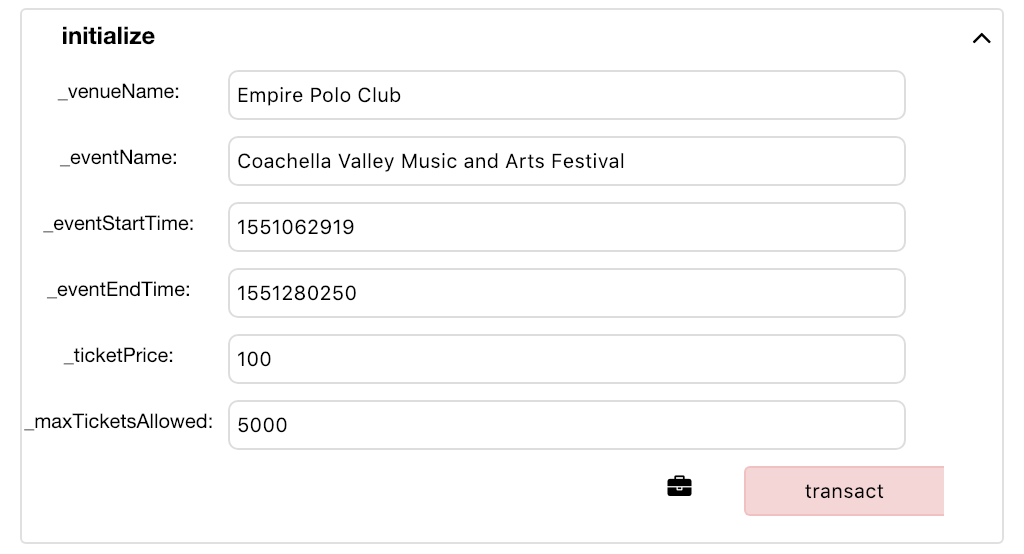 initialize
_venueName: Empire Polo Club
_eventName: Coachella Valley Music and Arts Festival
_eventStartTime: 1551062919
_eventEndTime: 1551280250
_ticketPrice: 100
_maxTicketsAllowed: 5000
transact